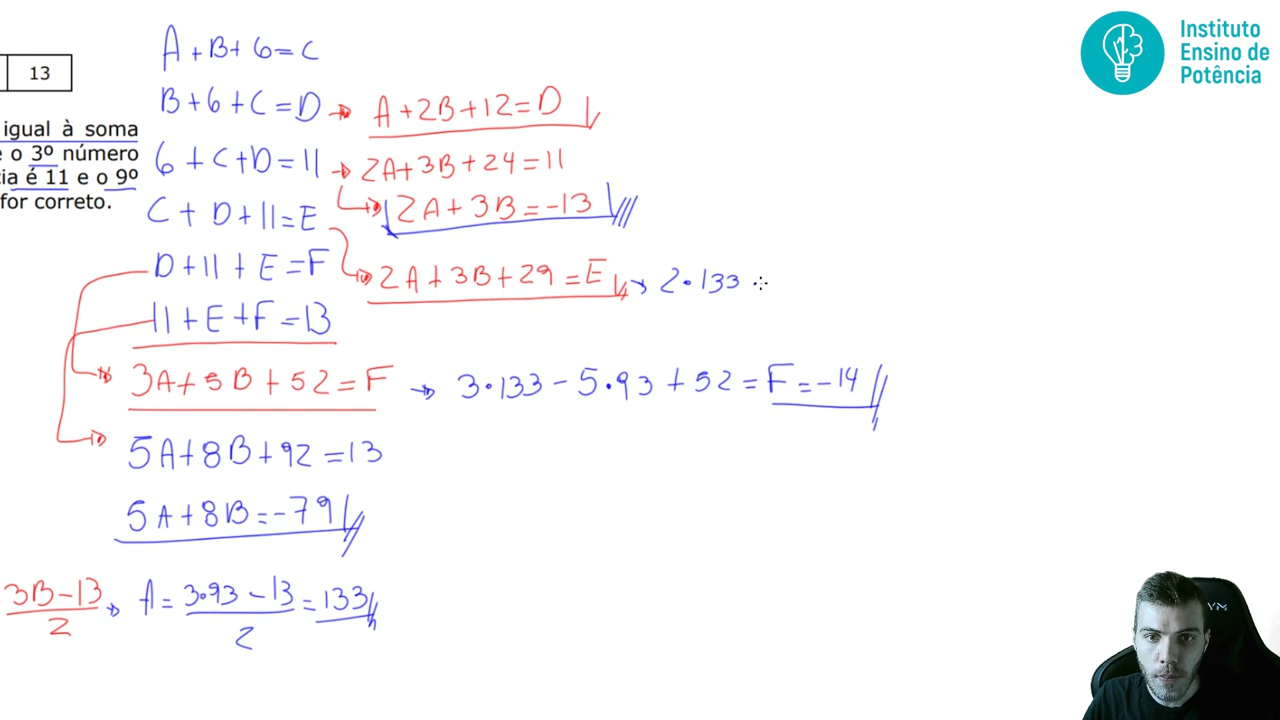 Instituto
Ensino de
Potência
13
igual à soma
e o 3º número
cia é 11 e o 9º
for correto.
A+B+6=C
B+6+C=D → A+2B+12=D
6+C+D=11 → 2A+3B+24=11
2A+3B=-13
C+D+11=E
D+11+E=F
2A+3B+29=E → 2·133
11+E+F=13
3A+5B+52=F → 3·133-5·93+52=F=-14
5A+8B+92=13
5A+8B=-79
3B-13
2
→ A=3·93-13=133
2
YM